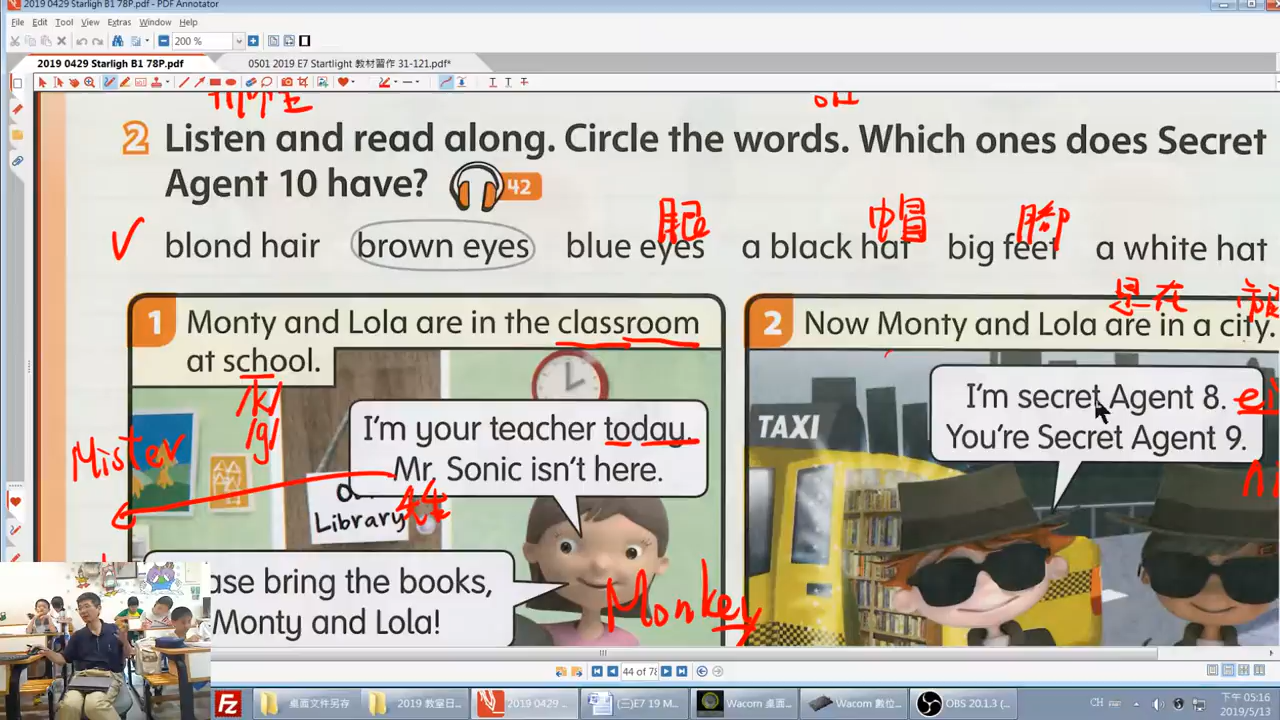 2019 0429 Starligh B1 78P.pdf - PDF Annotator
File Edit Tool View Extras Window Help
200 %
2019 0429 Starligh B1 78P.pdf
0501 2019 E7 Startlight 教材習作 31-121.pdf*
2 Listen and read along. Circle the words. Which ones does Secret
Agent 10 have? 42
眼 帽 腳
blond hair brown eyes blue eyes a black hat big feet a white hat
是在
1 Monty and Lola are in the classroom
at school.
/k/
/g/
2 Now Monty and Lola are in a city.
I'm your teacher today.
Mr. Sonic isn't here.
Mister
先生
Library
TAXI
I'm secret Agent 8.
You're Secret Agent 9.
ei
ni
ase bring the books,
Monty and Lola!
Monkey
44 of 78
桌面文件另存
2019 教室日...
2019 0429 ...
(三)E7 19 M...
Wacom 桌面...
Wacom 數位...
OBS 20.1.3 (...
CH
下午 05:16
2019/5/13